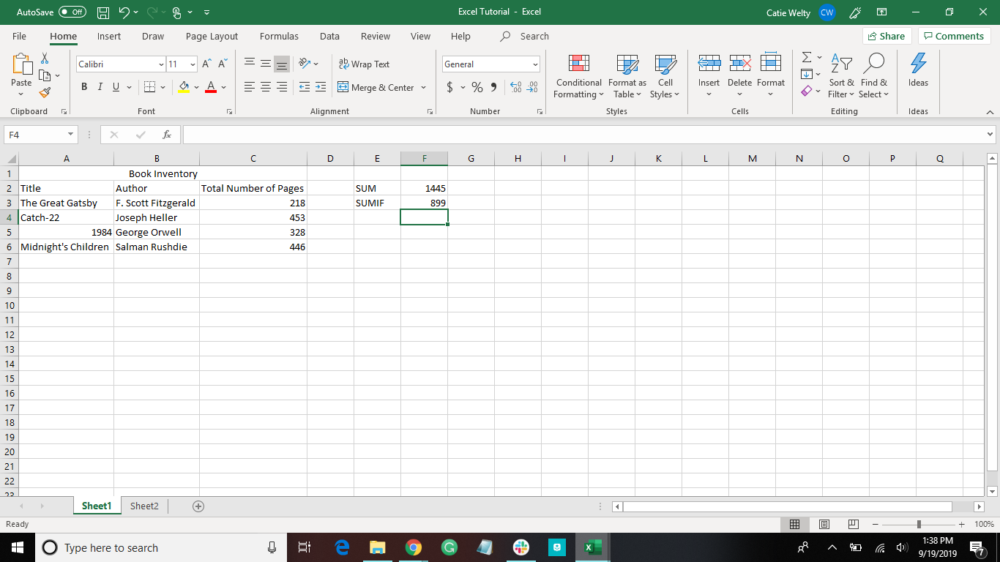 AutoSave Off Excel Tutorial - Excel Catie Welty CW
File Home Insert Draw Page Layout Formulas Data Review View Help Search Share Comments
Calibri 11 A A ab Wrap Text General
Paste B I U A Merge & Center $ % , Conditional Formatting Format as Table Cell Styles Insert Delete Format Sort & Filter Find & Select Ideas
Clipboard Font Alignment Number Styles Cells Editing Ideas
F4 fx
A B C D E F G H I J K L M N O P Q
1 Book Inventory
2 Title Author Total Number of Pages SUM 1445
3 The Great Gatsby F. Scott Fitzgerald 218 SUMIF 899
4 Catch-22 Joseph Heller 453
5 1984 George Orwell 328
6 Midnight's Children Salman Rushdie 446
7
8
9
10
11
12
13
14
15
16
17
18
19
20
21
22
23
Sheet1 Sheet2
Ready 100%
Type here to search 1:38 PM
9/19/2019 7